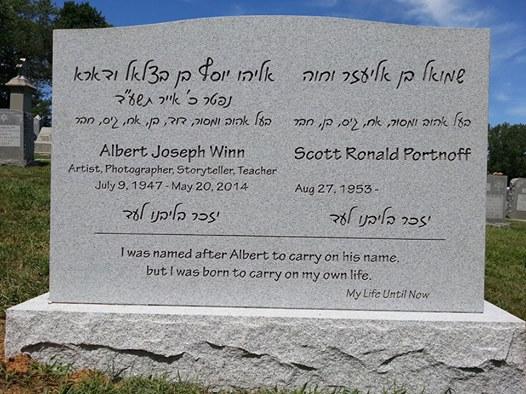 אליהו יוסף בן בצלאל ודארא
נפטר כ' אייר תשע"ד
בעל אהוב ומסור, דוד, בן, אח, גיס, חבר
Albert Joseph Winn
Artist, Photographer, Storyteller, Teacher
July 9, 1947 - May 20, 2014
יזכר בליבנו לעד
שמואל בן אליעזר וחוה
בעל אהוב ומסור, אח, גיס, בן, חבר
Scott Ronald Portnoff
Aug 27, 1953 -
יזכר בליבנו לעד
I was named after Albert to carry on his name,
but I was born to carry on my own life.
My Life Until Now